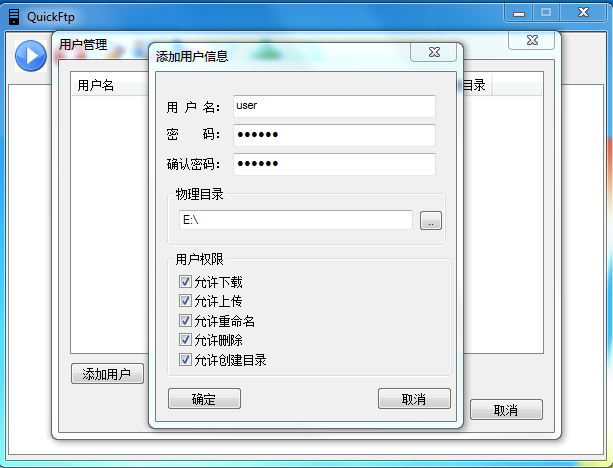 QuickFtp
用户管理
添加用户信息
用户名
目录
用 户 名: user
密 码: ●●●●●●
确认密码: ●●●●●●
物理目录
E:\
..
用户权限
允许下载
允许上传
允许重命名
允许删除
允许创建目录
添加用户
确定
取消
取消